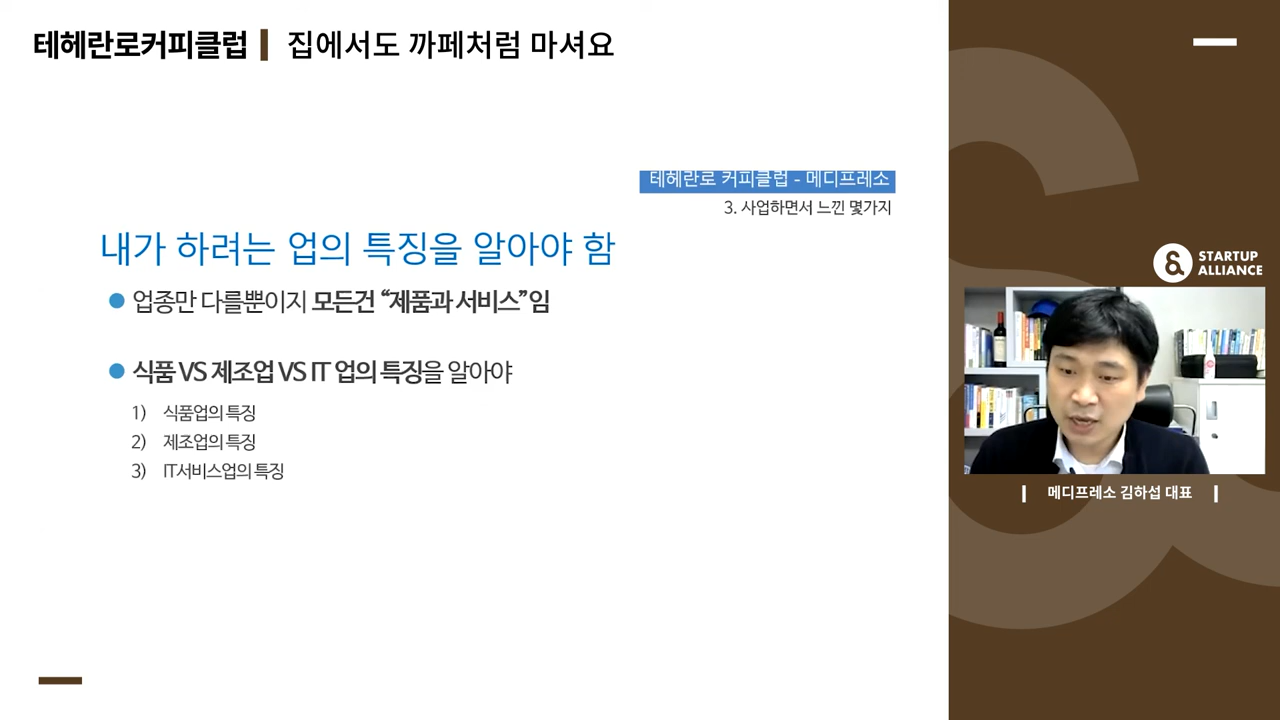 테헤란로커피클럽 집에서도 까페처럼 마셔요
테헤란로 커피클럽 - 메디프레소
3. 사업하면서 느낀 몇가지
내가 하려는 업의 특징을 알아야 함
업종만 다를뿐이지 모든건 “제품과 서비스”임
식품 VS 제조업 VS IT 업의 특징을 알아야
1) 식품업의 특징
2) 제조업의 특징
3) IT서비스업의 특징
STARTUP
ALLIANCE
메디프레소 김하섭 대표